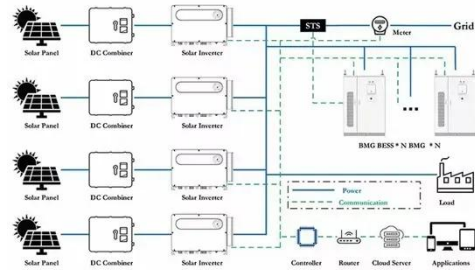 STS
Grid
Meter
Solar Panel
DC Combiner
Solar Inverter
Solar Panel
DC Combiner
Solar Inverter
BMG BESS * N BMG * N
Solar Panel
DC Combiner
Solar Inverter
Power
Communication
Load
Solar Panel
DC Combiner
Solar Inverter
Controller
Router
Cloud Server
Applications